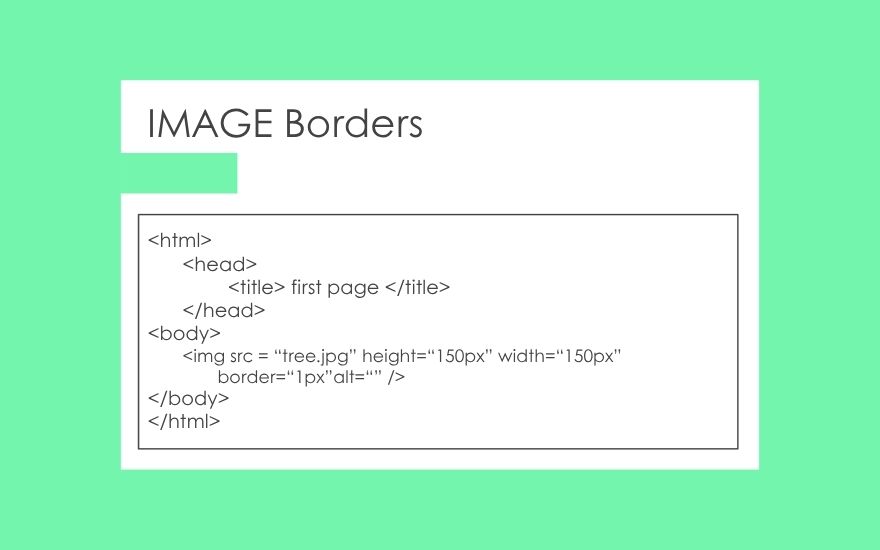 IMAGE Borders
<html>
<head>
<title> first page </title>
</head>
<body>
<img src = “tree.jpg” height=“150px” width=“150px”
border=“1px”alt=“” />
</body>
</html>